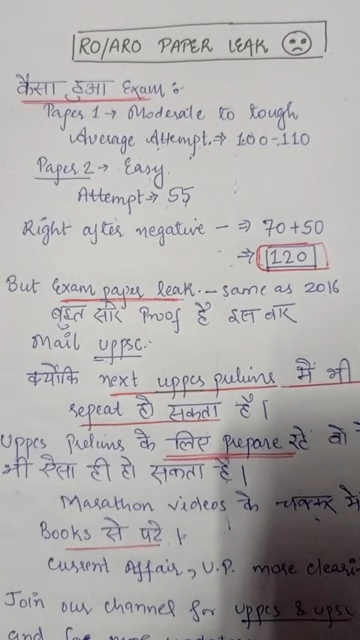 RO/ARO PAPER LEAK ☹
कैसा हुआ Exam :-
Paper 1 → Moderate to tough
Average Attempt. ⇒ 100-110
Paper 2 → Easy
Attempt ⇒ 55
Right after negative - ⇒ 70+50
⇒ 120
But Exam paper leak. - same as 2016
बहुत सारे Proof है इस बार
Mail uppsc.
क्योंकि next uppcs prelims में भी
repeat हो सकता है।
Uppcs Prelims के लिए prepare रहे वो
भी ऐसा ही हो सकता है।
Marathon videos के चक्कर में
Books से पढे।
Current Affair, U.P. more
Join our channel for uppcs & upsc
and for more